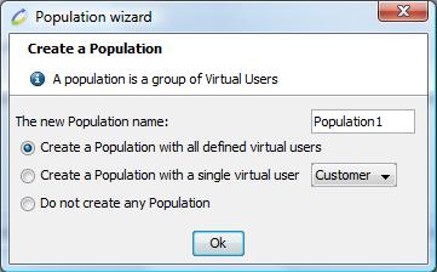 Population wizard
Create a Population
A population is a group of Virtual Users
The new Population name: Population1
Create a Population with all defined virtual users
Create a Population with a single virtual user Customer
Do not create any Population
Ok